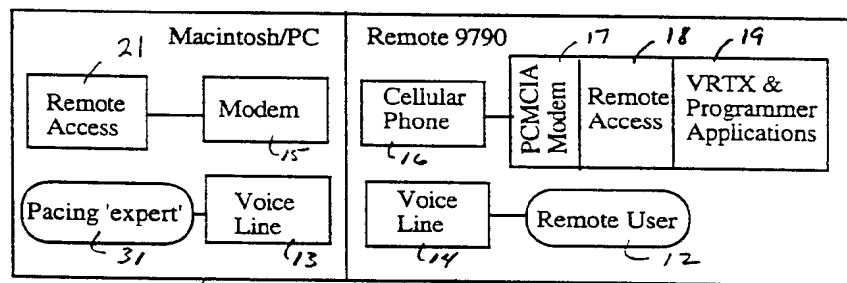 21
Macintosh/PC
Remote 9790
17
18
19
Remote
Access
Modem
15
Cellular
Phone
16
PCMCIA
Modem
Remote
Access
VRTX &
Programmer
Applications
Pacing 'expert'
31
Voice
Line
13
Voice
Line
14
Remote User
12